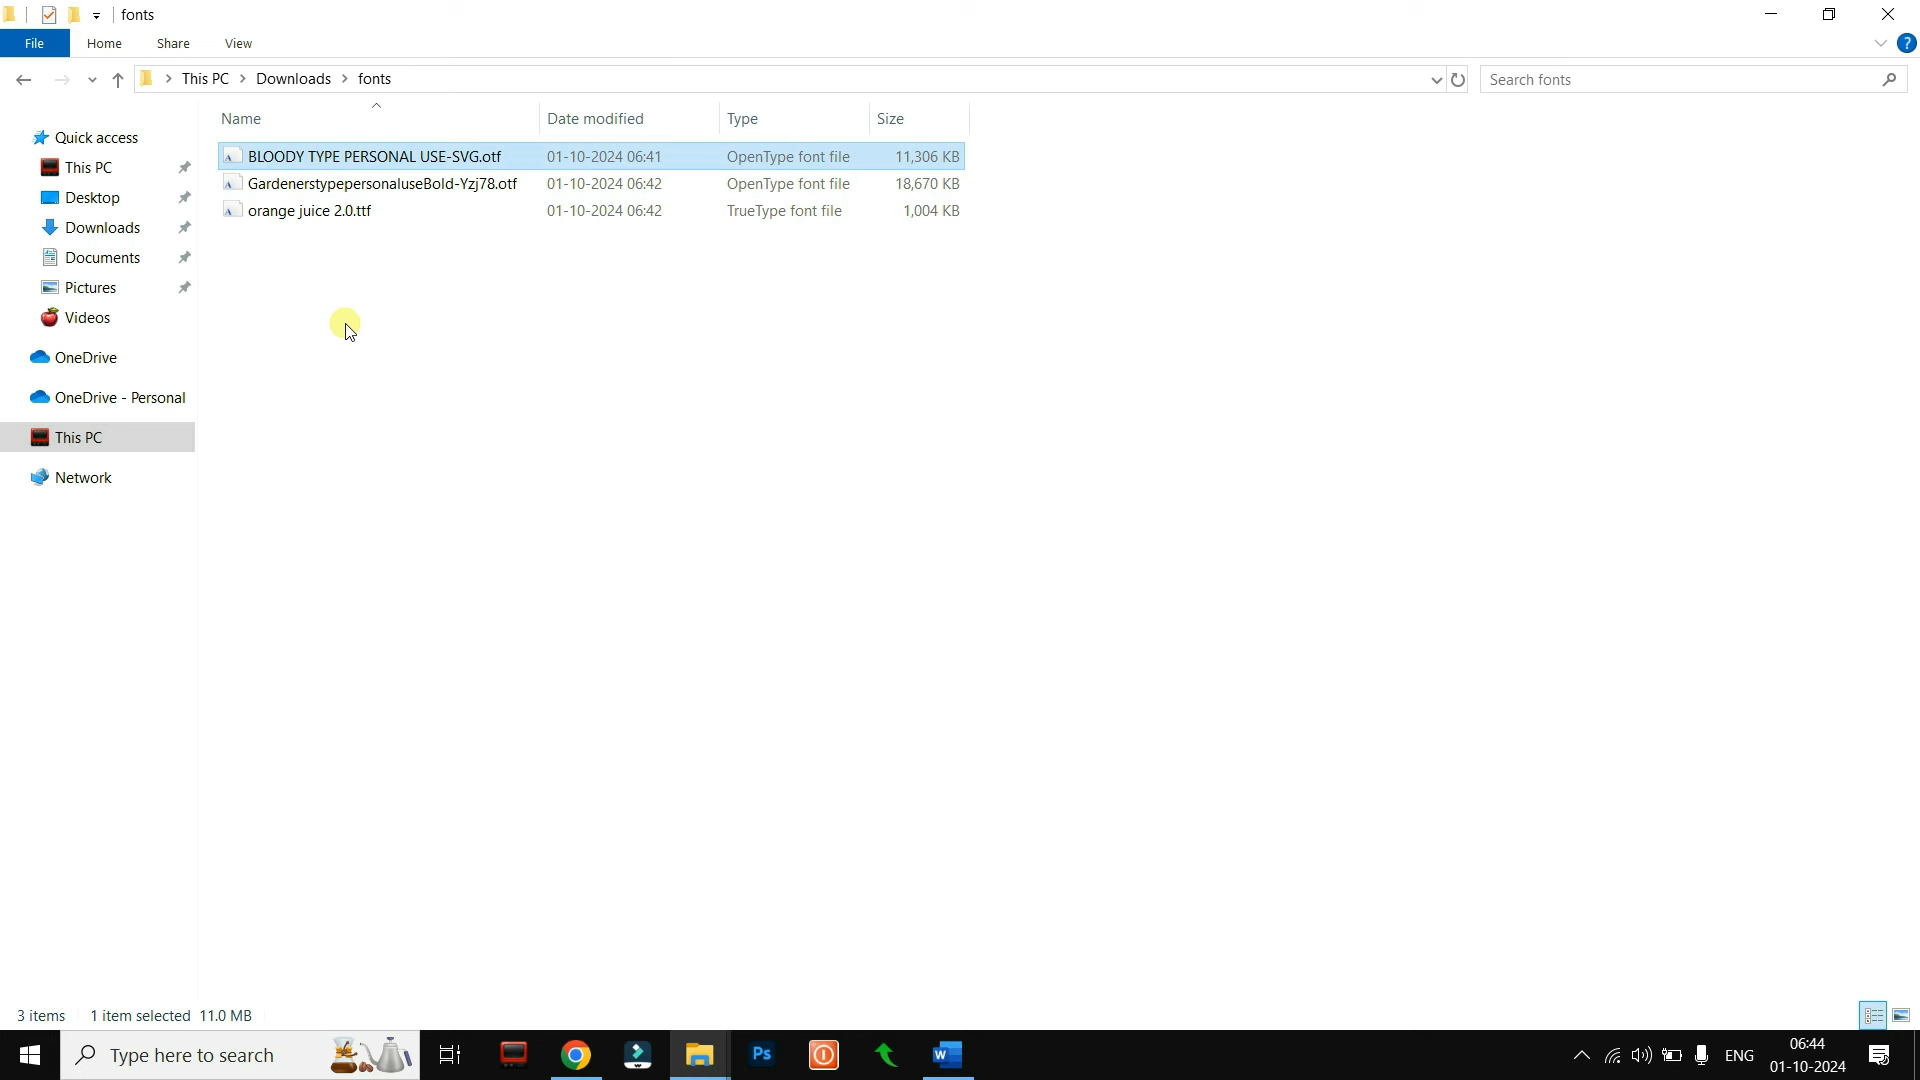 fonts
File Home Share View
This PC Downloads fonts
Search fonts
Name Date modified Type Size
Quick access
This PC
Desktop
Downloads
Documents
Pictures
Videos
OneDrive
OneDrive - Personal
This PC
Network
BLOODY TYPE PERSONAL USE-SVG.otf 01-10-2024 06:41 OpenType font file 11,306 KB
GardenerstypepersonaluseBold-Yzj78.otf 01-10-2024 06:42 OpenType font file 18,670 KB
orange juice 2.0.ttf 01-10-2024 06:42 TrueType font file 1,004 KB
3 items 1 item selected 11.0 MB
Type here to search
Ps
W
ENG
06:44
01-10-2024